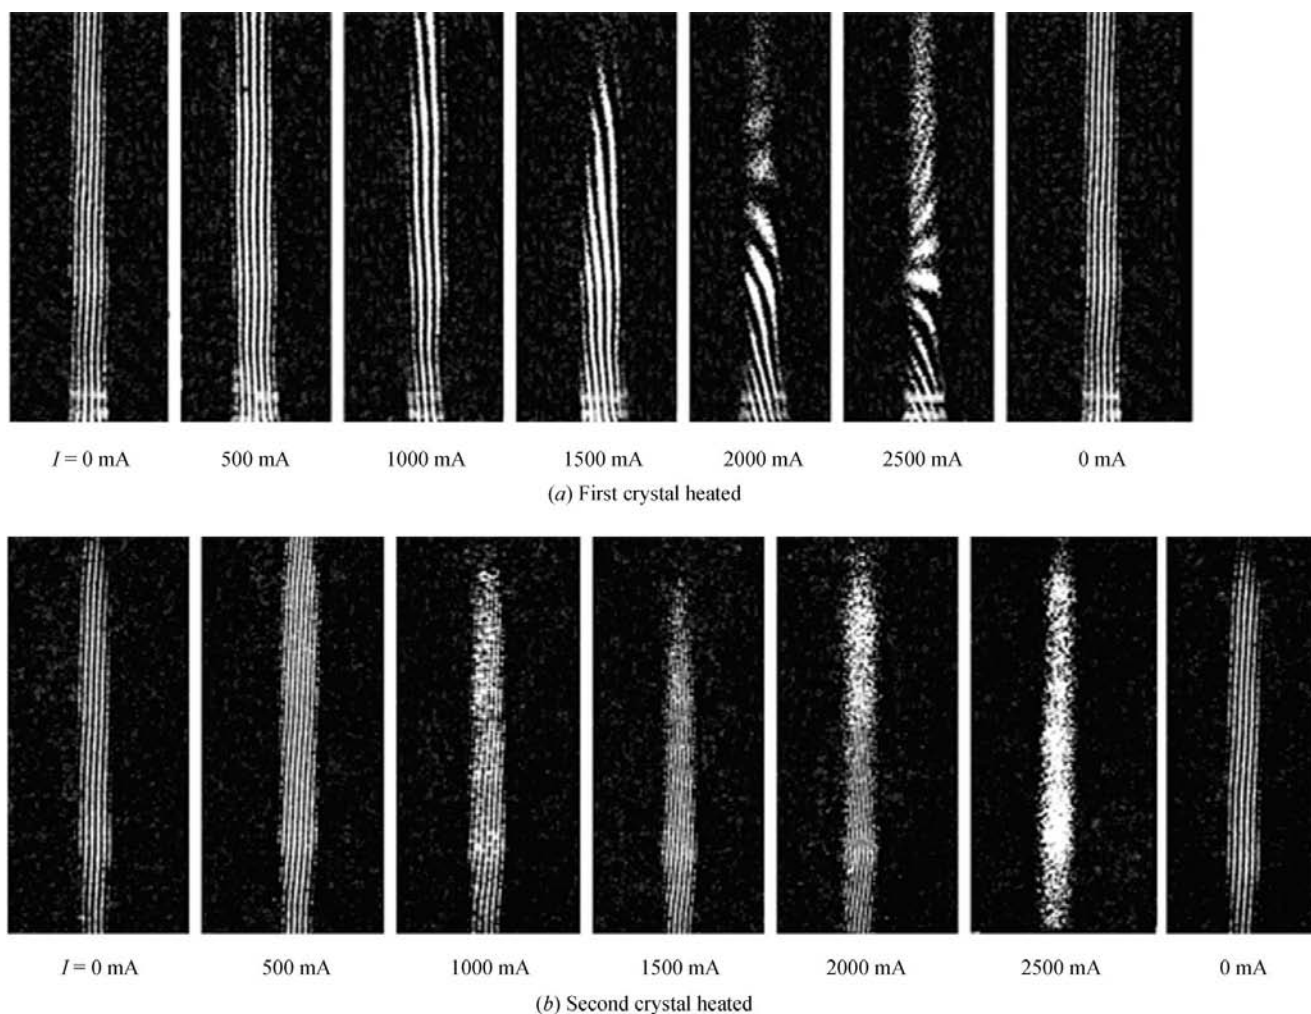 I = 0 mA 500 mA 1000 mA 1500 mA 2000 mA 2500 mA 0 mA
(a) First crystal heated
I = 0 mA 500 mA 1000 mA 1500 mA 2000 mA 2500 mA 0 mA
(b) Second crystal heated